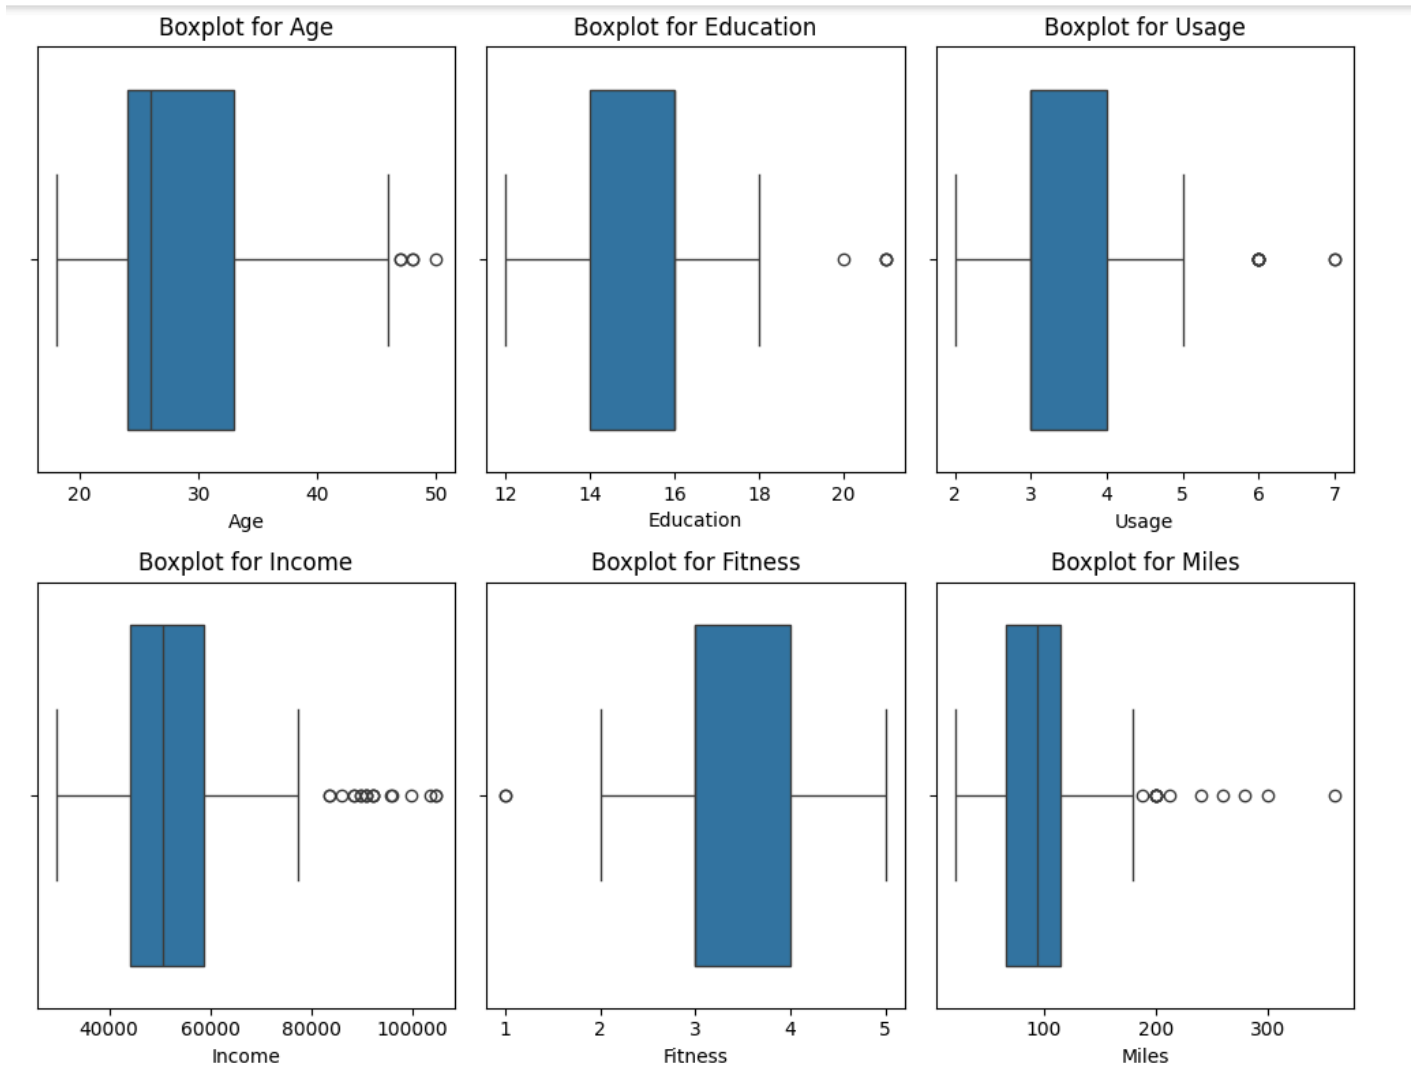 Boxplot for Age
20 30 40 50
Age
Boxplot for Education
12 14 16 18 20
Education
Boxplot for Usage
2 3 4 5 6 7
Usage
Boxplot for Income
40000 60000 80000 100000
Income
Boxplot for Fitness
1 2 3 4 5
Fitness
Boxplot for Miles
100 200 300
Miles